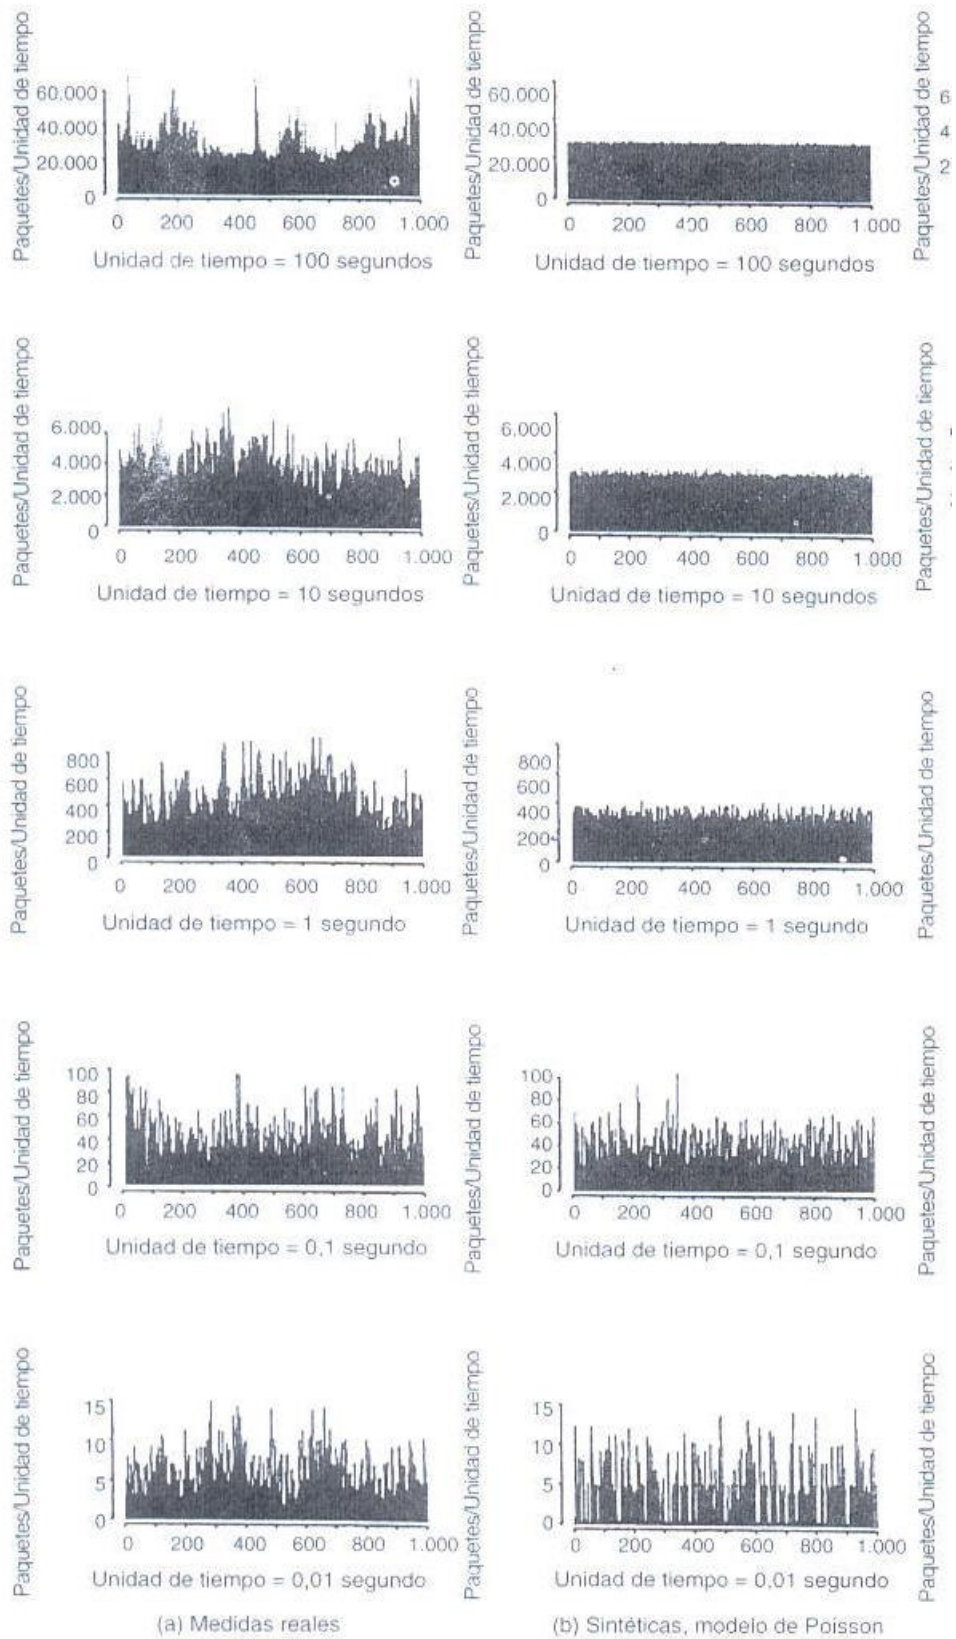 Paquetes/Unidad de tiempo
60.000
40.000
20.000
0
0 200 400 600 800 1.000
Unidad de tiempo = 100 segundos
Paquetes/Unidad de tiempo
60.000
40.000
20.000
0
0 200 400 600 800 1.000
Unidad de tiempo = 100 segundos
Paquetes/Unidad de tiempo
6
4
2
Paquetes/Unidad de tiempo
6.000
4.000
2.000
0
0 200 400 600 800 1.000
Unidad de tiempo = 10 segundos
Paquetes/Unidad de tiempo
6.000
4.000
2.000
0
0 200 400 600 800 1.000
Unidad de tiempo = 10 segundos
Paquetes/Unidad de tiempo
Paquetes/Unidad de tiempo
800
600
400
200
0
0 200 400 600 800 1.000
Unidad de tiempo = 1 segundo
Paquetes/Unidad de tiempo
800
600
400
200
0
0 200 400 600 800 1.000
Unidad de tiempo = 1 segundo
Paquetes/Unidad de tiempo
Paquetes/Unidad de tiempo
100
80
60
40
20
0
0 200 400 600 800 1.000
Unidad de tiempo = 0,1 segundo
Paquetes/Unidad de tiempo
100
80
60
40
20
0
0 200 400 600 800 1.000
Unidad de tiempo = 0,1 segundo
Paquetes/Unidad de tiempo
Paquetes/Unidad de tiempo
15
10
5
0
0 200 400 600 800 1.000
Unidad de tiempo = 0,01 segundo
(a) Medidas reales
Paquetes/Unidad de tiempo
15
10
5
0
0 200 400 600 800 1.000
Unidad de tiempo = 0,01 segundo
(b) Sintéticas, modelo de Poisson
Paquetes/Unidad de tiempo